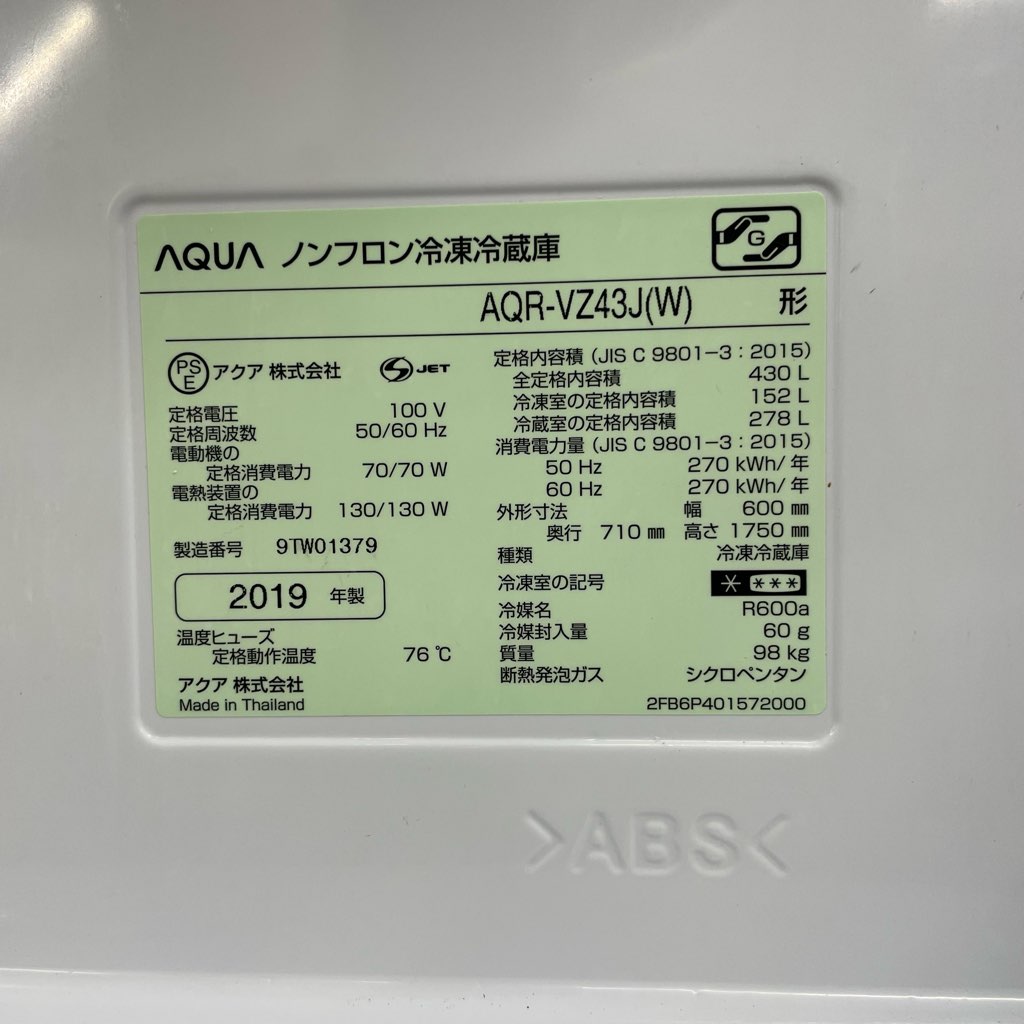 AQUA ノンフロン冷凍冷蔵庫
G
AQR-VZ43J(W) 形
PS
E
アクア 株式会社
S JET
定格電圧 100 V
定格周波数 50/60 Hz
電動機の
定格消費電力 70/70 W
電熱装置の
定格消費電力 130/130 W
製造番号 9TW01379
2019 年製
温度ヒューズ
定格動作温度 76 ℃
アクア 株式会社
Made in Thailand
定格内容積 (JIS C 9801−3：2015)
全定格内容積 430 L
冷凍室の定格内容積 152 L
冷蔵室の定格内容積 278 L
消費電力量 (JIS C 9801−3：2015)
50 Hz 270 kWh/年
60 Hz 270 kWh/年
外形寸法 幅 600 ㎜
奥行 710 ㎜ 高さ 1750 ㎜
種類 冷凍冷蔵庫
冷凍室の記号 * ***
冷媒名 R600a
冷媒封入量 60 g
質量 98 kg
断熱発泡ガス シクロペンタン
2FB6P401572000
>ABS<